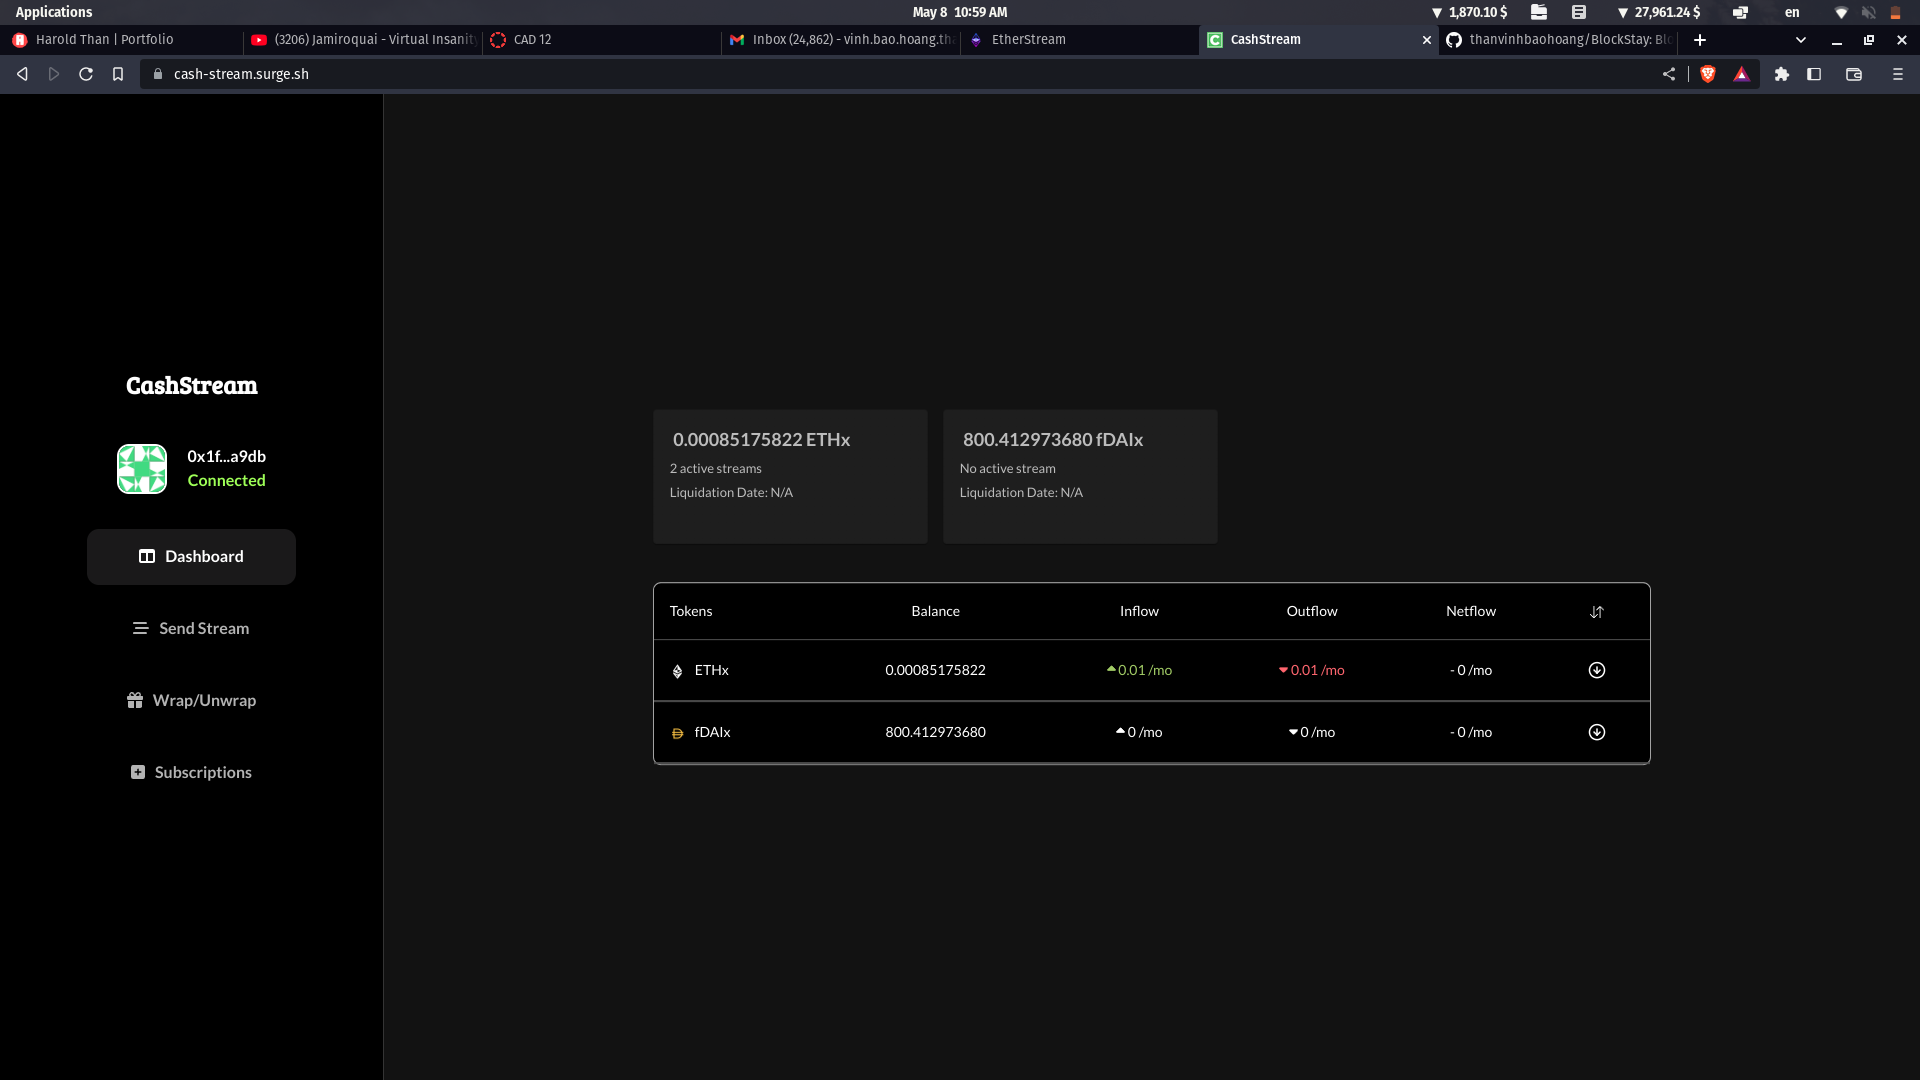 Applications
May 8 10:59 AM
▼ 1,870.10 $
▼ 27,961.24 $
en
Harold Than | Portfolio
(3206) Jamiroquai - Virtual Insanity
CAD 12
Inbox (24,862) - vinh.bao.hoang.tha
EtherStream
CashStream
thanvinhbaohoang/BlockStay: Blo
cash-stream.surge.sh
CashStream
0x1f...a9db
Connected
Dashboard
Send Stream
Wrap/Unwrap
Subscriptions
0.00085175822 ETHx
2 active streams
Liquidation Date: N/A
800.412973680 fDAIx
No active stream
Liquidation Date: N/A
Tokens Balance Inflow Outflow Netflow
ETHx 0.00085175822 0.01 /mo 0.01 /mo - 0 /mo
fDAIx 800.412973680 0 /mo 0 /mo - 0 /mo